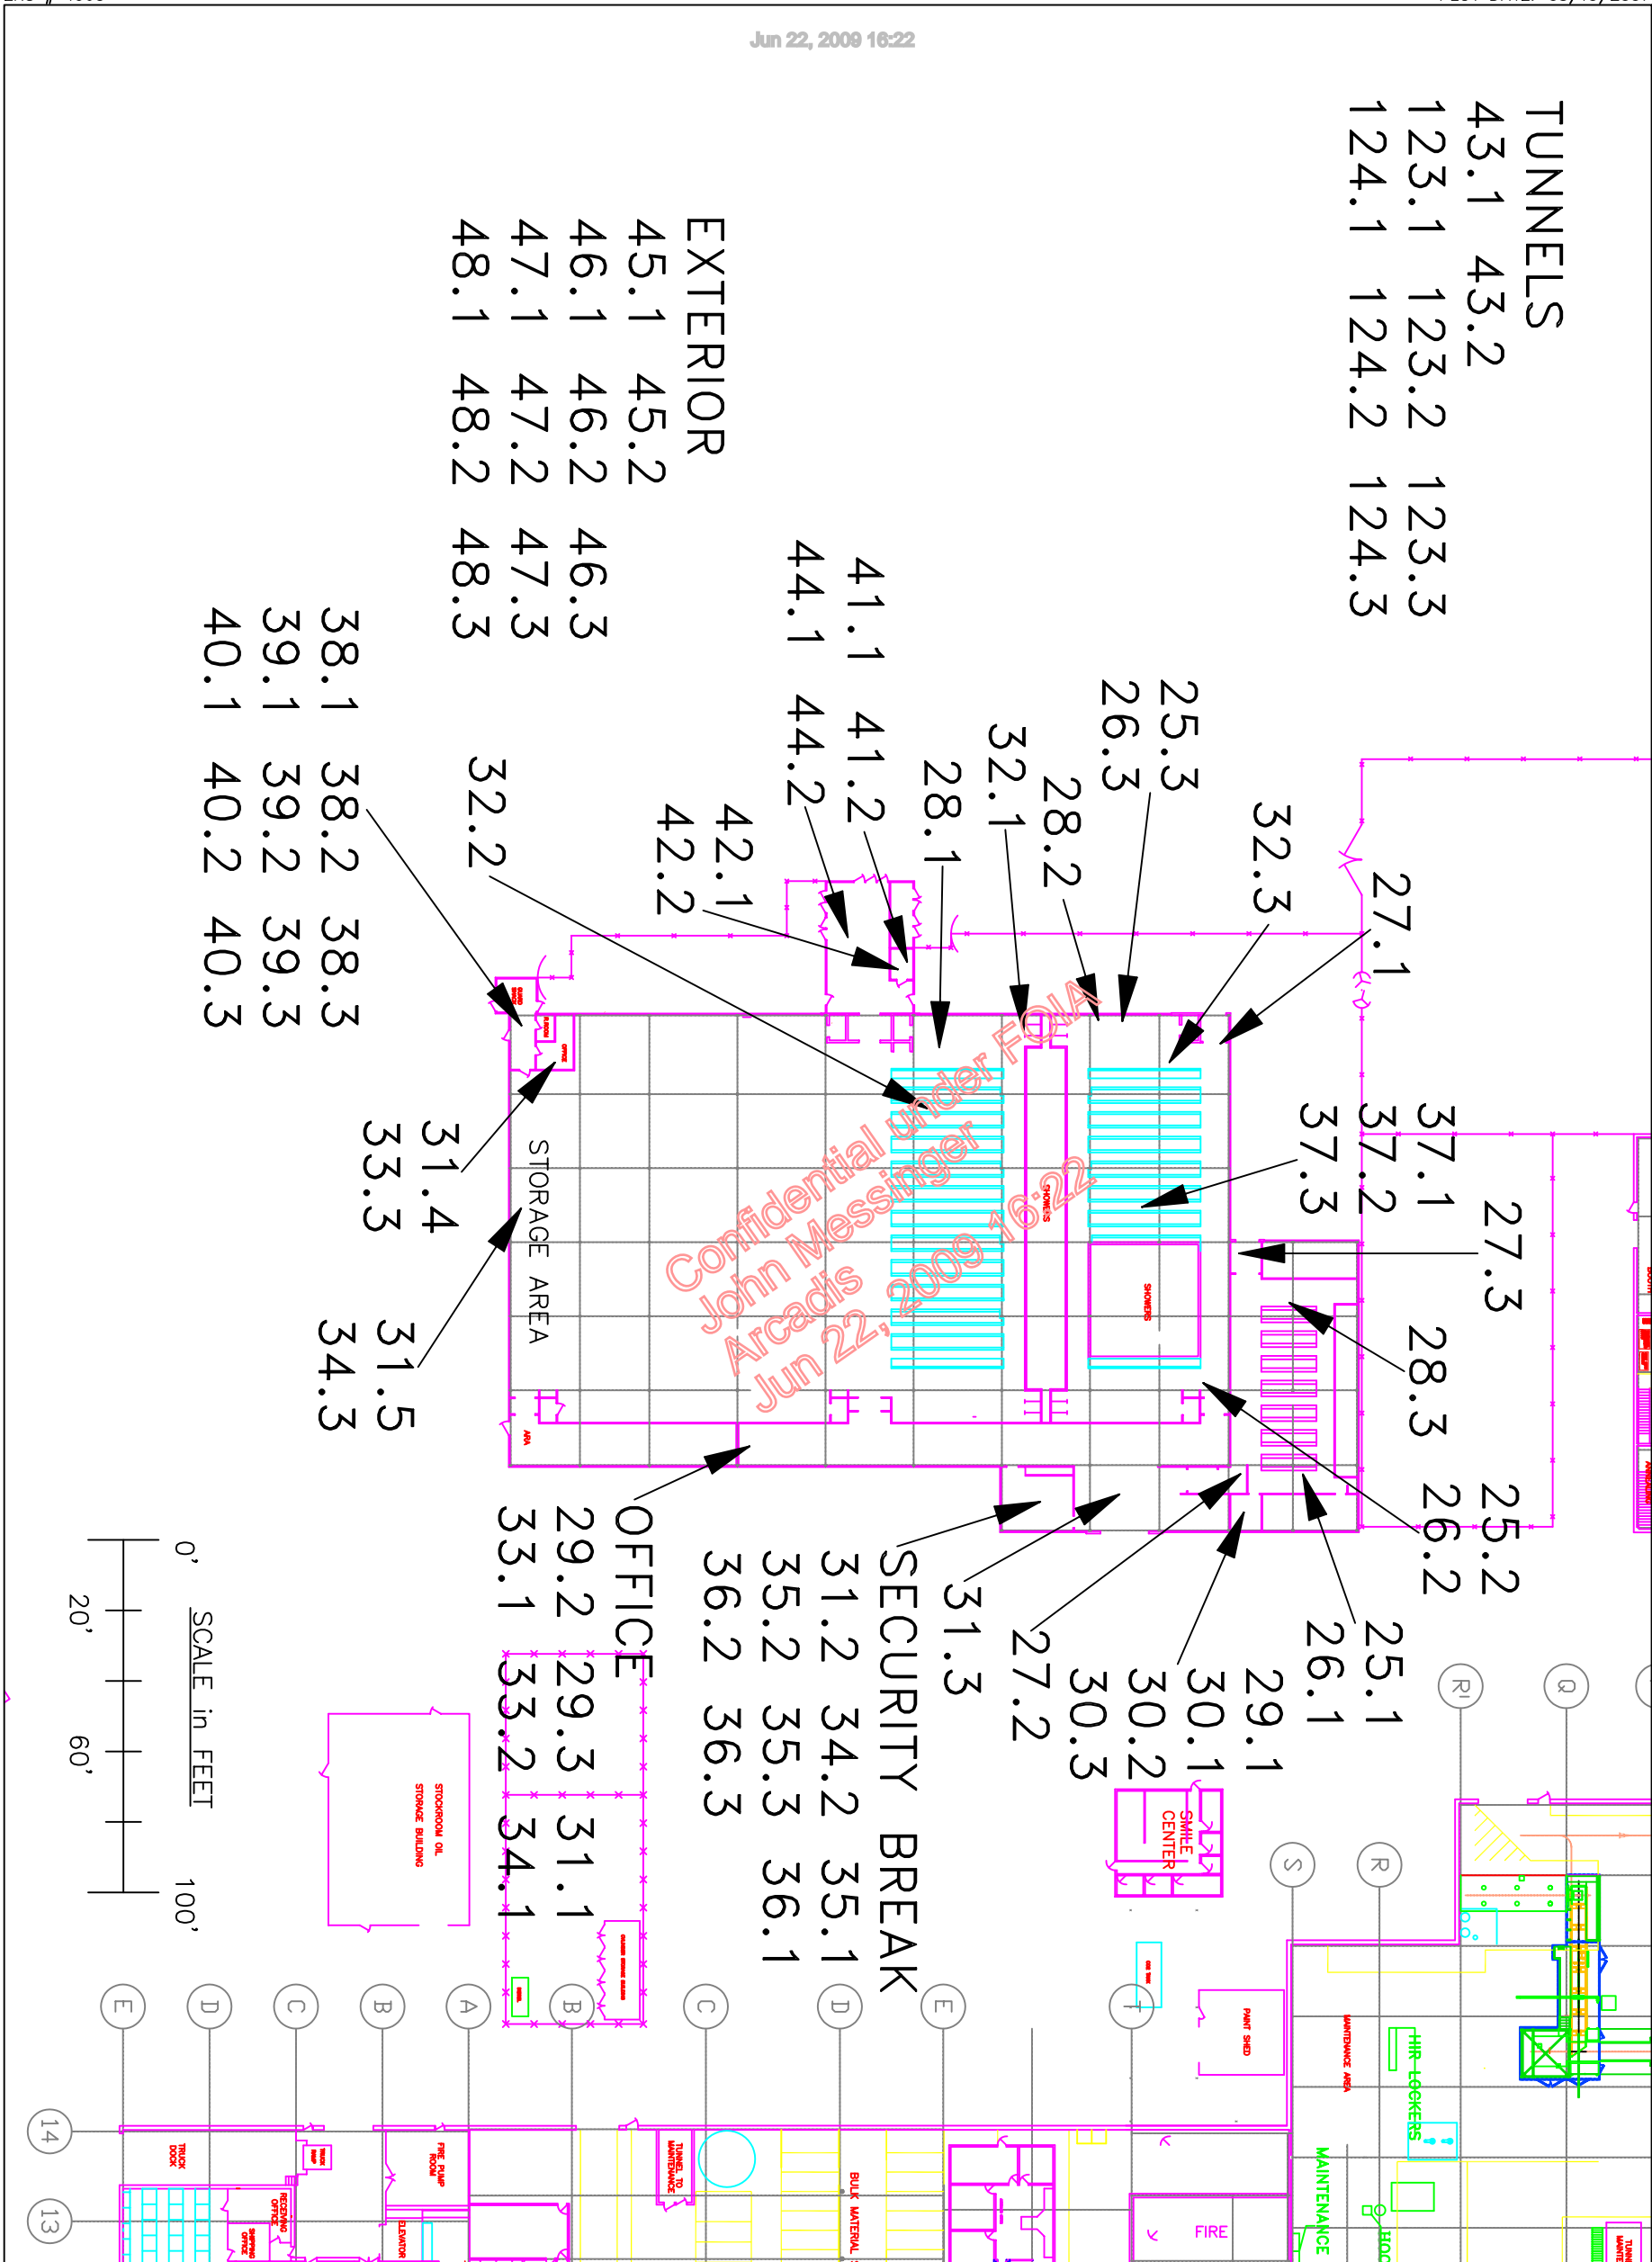 Jun 22, 2009 16:22
TUNNELS
43.1 43.2
123.1 123.2 123.3
124.1 124.2 124.3
EXTERIOR
45.1 45.2
46.1 46.2 46.3
47.1 47.2 47.3
48.1 48.2 48.3
38.1 38.2 38.3
39.1 39.2 39.3
40.1 40.2 40.3
41.1 41.2
44.1 44.2
25.3
26.3
32.1
28.2
28.1
42.1
42.2
32.2
32.3
27.1
37.1
37.2
37.3
27.3
28.3
25.2
26.2
25.1
26.1
29.1
30.1
30.2
30.3
27.2
31.3
SECURITY BREAK
31.2 34.2 35.1
35.2 35.3 36.1
36.2 36.3
OFFICE
29.2 29.3 31.1
33.1 33.2 34.1
31.4
33.3
31.5
34.3
STORAGE AREA
OFFICE
SHOWERS
SHOWERS
Confidential under FOIA
John Messinger
Arcadis
Jun 22, 2009 16:22
SCALE in FEET
0' 20' 60' 100'
STOCKROOM OIL
STORAGE BUILDING
SMILE
CENTER
PAINT SHED
MAINTENANCE AREA
HR LOCKERS
MAINTENANCE
R'
Q
S
R
E
D
C
B
A
B
C
D
E
14
13
TRUCK
DOCK
RECEIVING
OFFICE
SHIPPING
OFFICE
FIRE PUMP
ROOM
ELEVATOR
TUNNEL TO
MAINTENANCE
BULK MATERIAL
FIRE